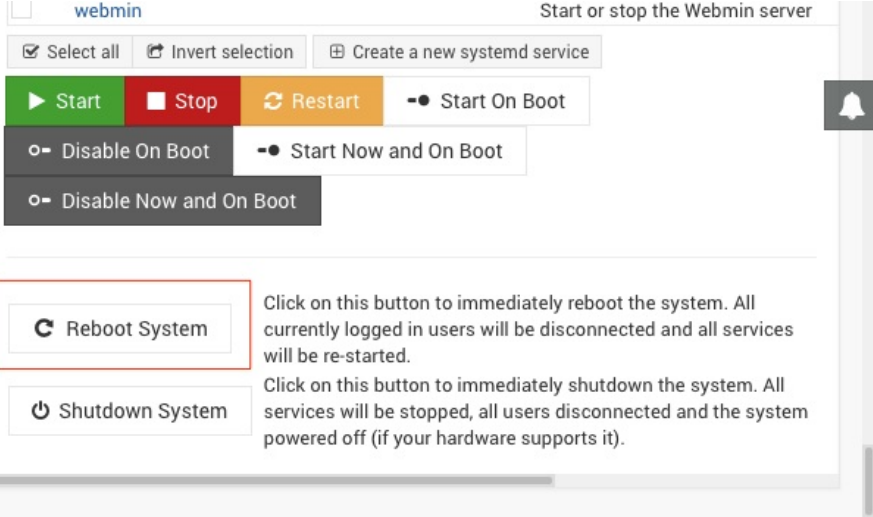 webmin Start or stop the Webmin server
Select all Invert selection Create a new systemd service
Start Stop Restart Start On Boot
Disable On Boot Start Now and On Boot
Disable Now and On Boot
Reboot System
Click on this button to immediately reboot the system. All
currently logged in users will be disconnected and all services
will be re-started.
Shutdown System
Click on this button to immediately shutdown the system. All
services will be stopped, all users disconnected and the system
powered off (if your hardware supports it).